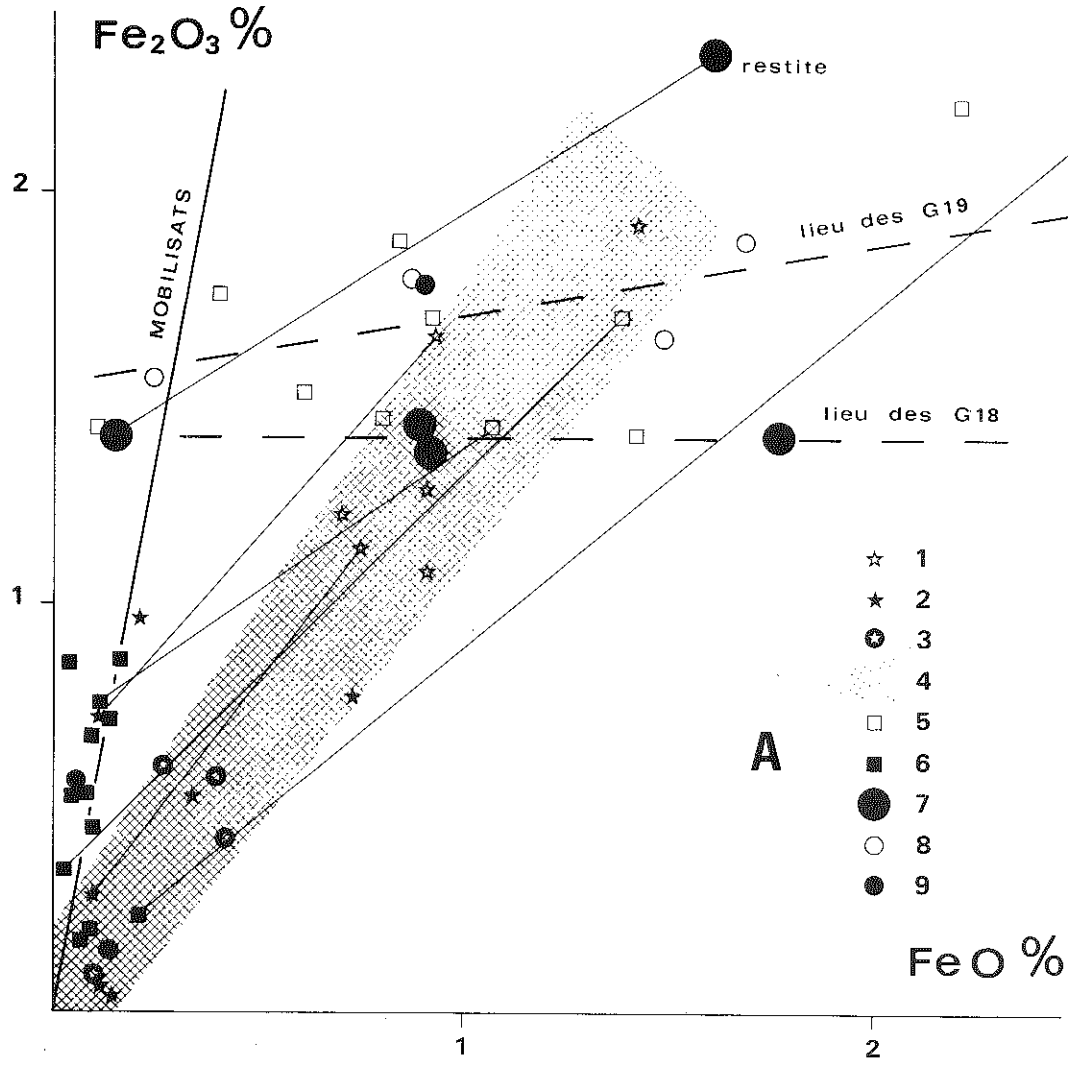 Fe₂O₃ %
restite
2
MOBILISATS
lieu des G19
lieu des G18
1
1
2
3
4
5
6
7
8
9
A
FeO %
1
2